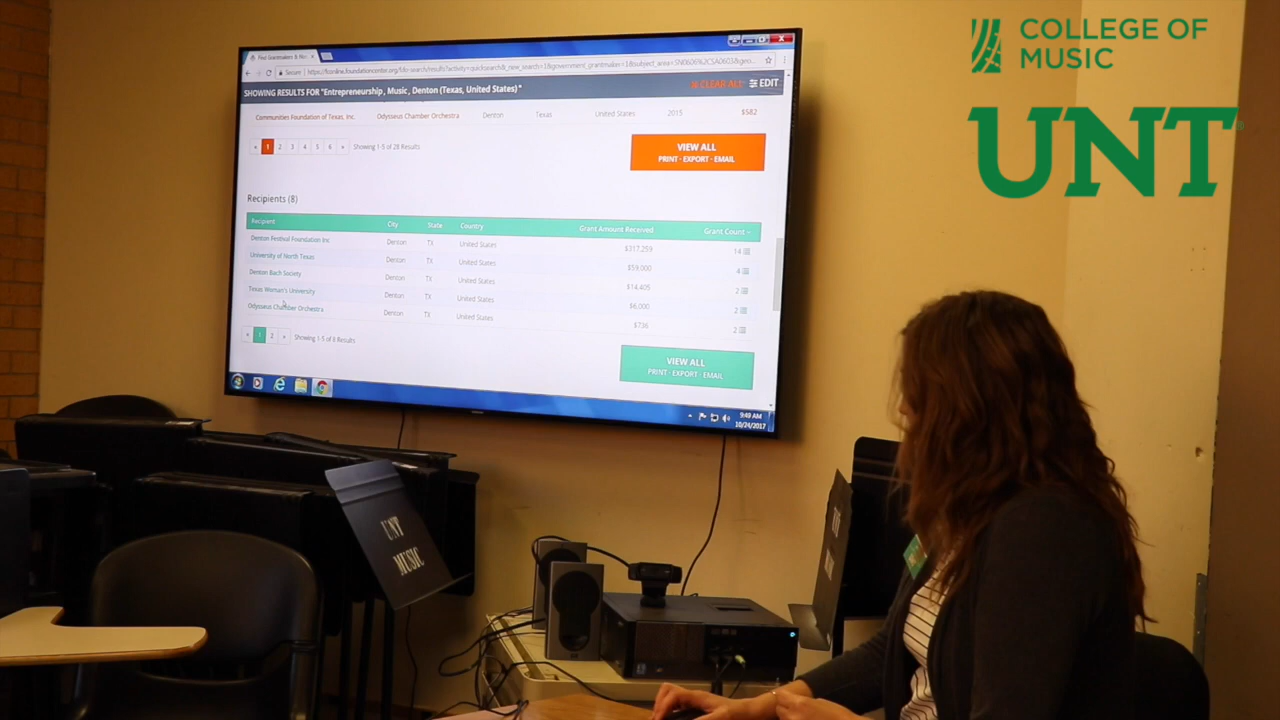 COLLEGE OF
MUSIC
UNT
Secure
SHOWING RESULTS FOR "Entrepreneurship, Music, Denton (Texas, United States)"
CLEAR ALL EDIT
Communities Foundation of Texas, Inc. Odysseus Chamber Orchestra Denton Texas United States 2015 $582
« 1 2 3 4 5 6 » Showing 1-5 of 28 Results
VIEW ALL
PRINT - EXPORT - EMAIL
Recipients (8)
Recipient City State Country Grant Amount Received Grant Count
Denton Festival Foundation Inc Denton TX United States $317,259 14
University of North Texas Denton TX United States $59,000 4
Denton Bach Society Denton TX United States $14,405 2
Texas Woman's University Denton TX United States $6,000 2
Odysseus Chamber Orchestra Denton TX United States $736 2
« 1 2 » Showing 1-5 of 8 Results
VIEW ALL
PRINT - EXPORT - EMAIL
9:49 AM
10/24/2017
UNT
MUSIC